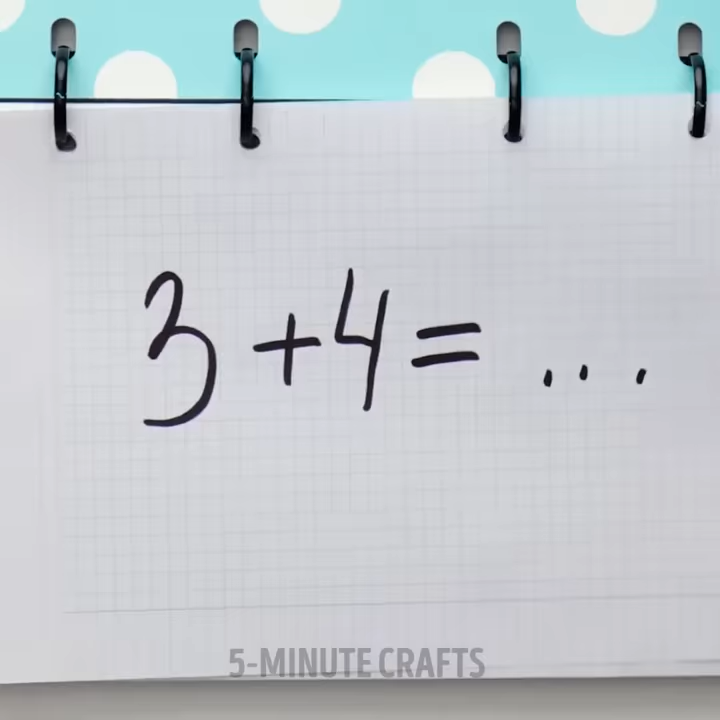 3 + 4 = ...
5-MINUTE CRAFTS